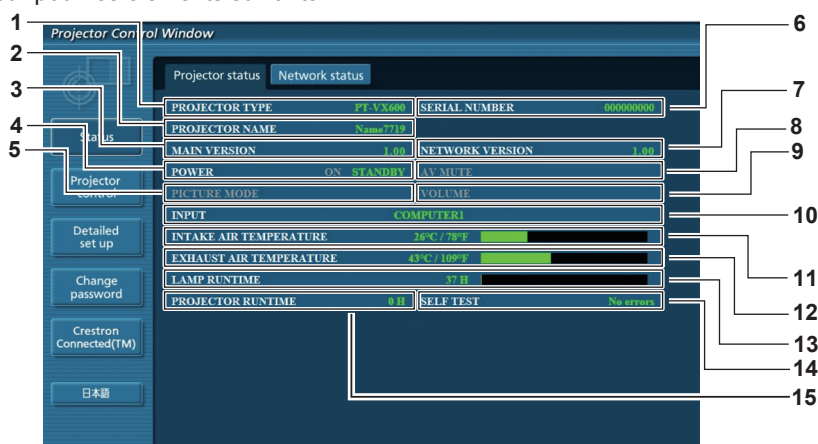 1
2
3
4
5
6
7
8
9
10
11
12
13
14
15
Projector Control Window
Projector status Network status
PROJECTOR TYPE PT-VX600 SERIAL NUMBER 000000000
PROJECTOR NAME Name7719
MAIN VERSION 1.00 NETWORK VERSION 1.00
POWER ON STANDBY AV MUTE
PICTURE MODE VOLUME
INPUT COMPUTER1
INTAKE AIR TEMPERATURE 26°C / 78°F
EXHAUST AIR TEMPERATURE 43°C / 109°F
LAMP RUNTIME 37 H
PROJECTOR RUNTIME 0 H SELF TEST No errors
Status
Projector
control
Detailed
set up
Change
password
Crestron
Connected(TM)
日本語